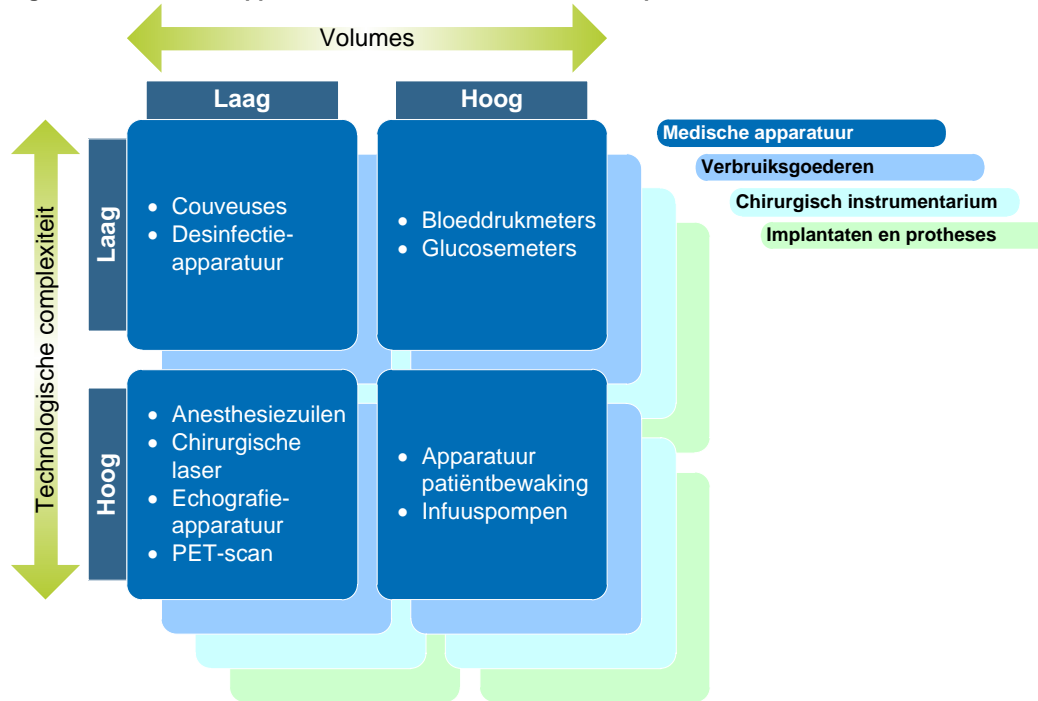 Volumes
Laag
Hoog
Medische apparatuur
Verbruiksgoederen
Chirurgisch instrumentarium
Implantaten en protheses
Technologische complexiteit
Laag
• Couveuses
• Desinfectie-
apparatuur
• Bloeddrukmeters
• Glucosemeters
Hoog
• Anesthesiezuilen
• Chirurgische
laser
• Echografie-
apparatuur
• PET-scan
• Apparatuur
patiëntbewaking
• Infuuspompen